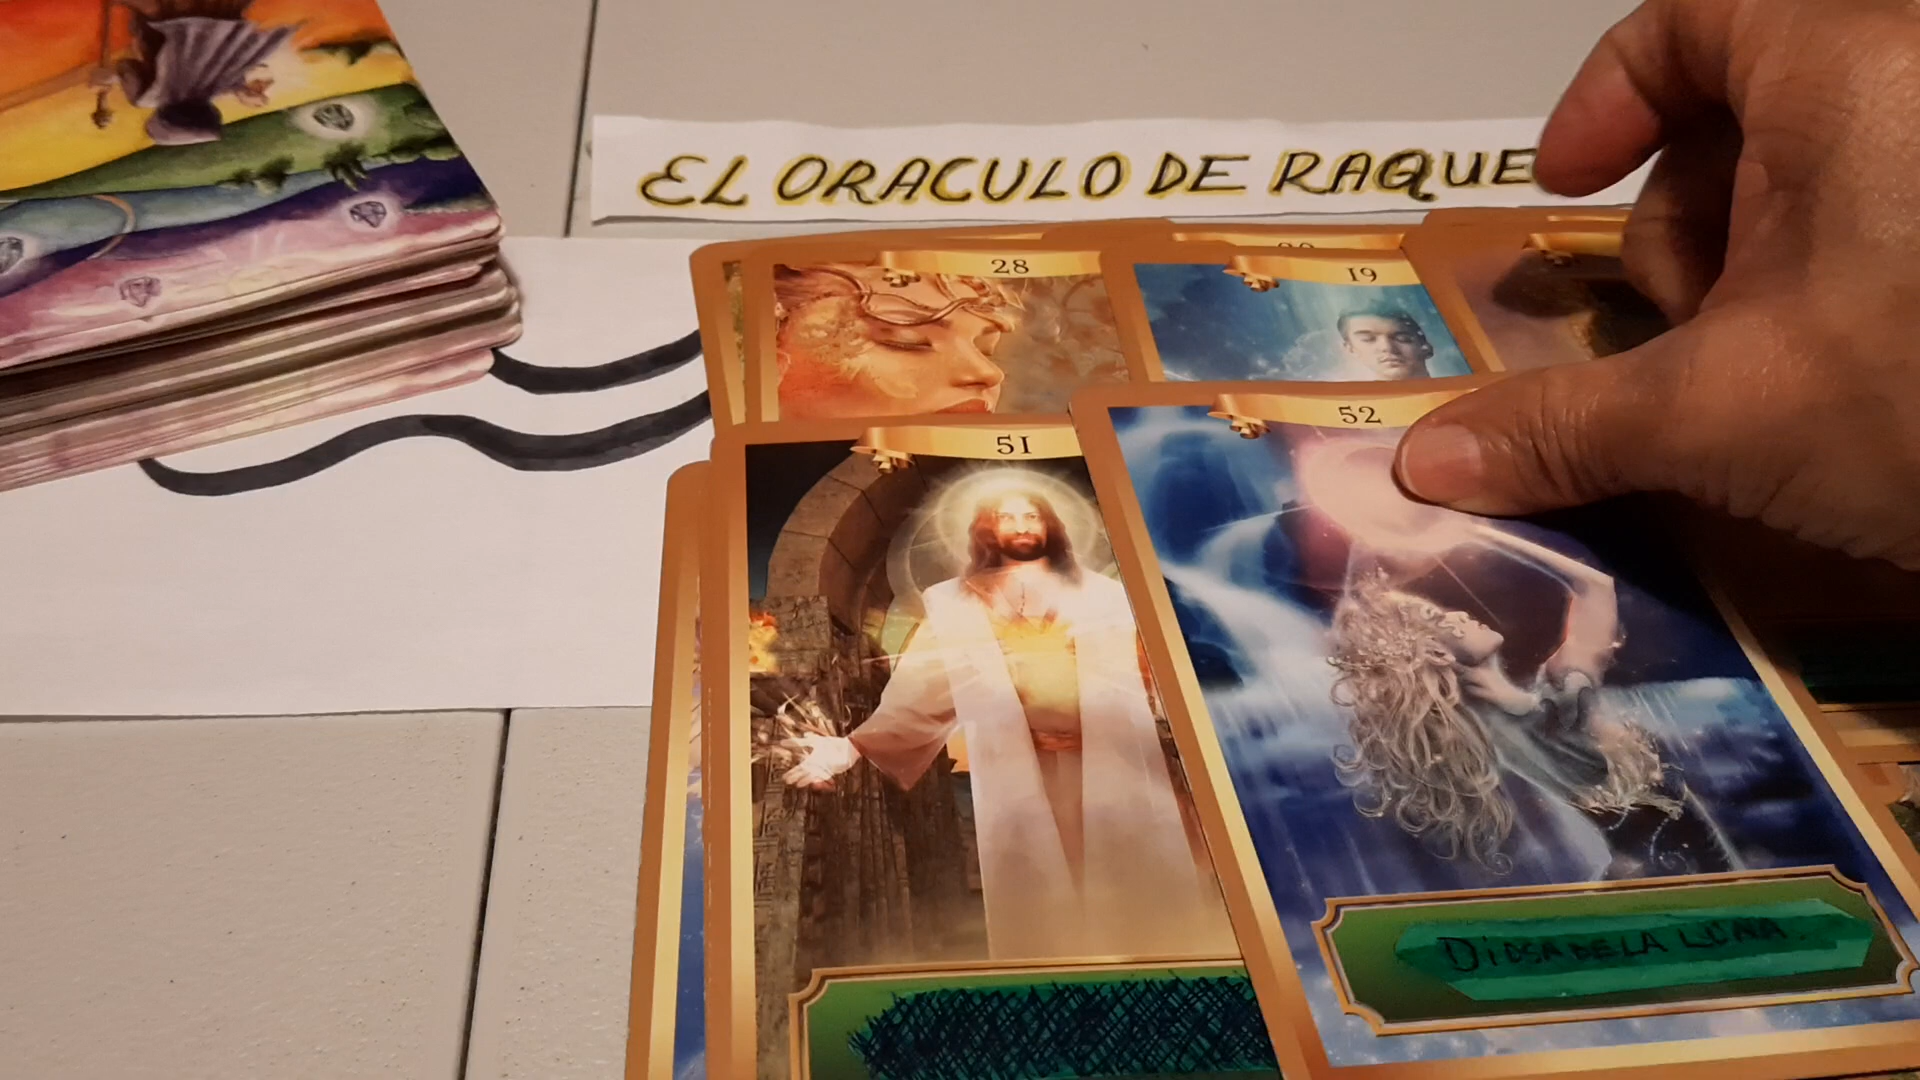 EL ORACULO DE RAQUE
28
19
51
52
DIOSA DE LA LUNA